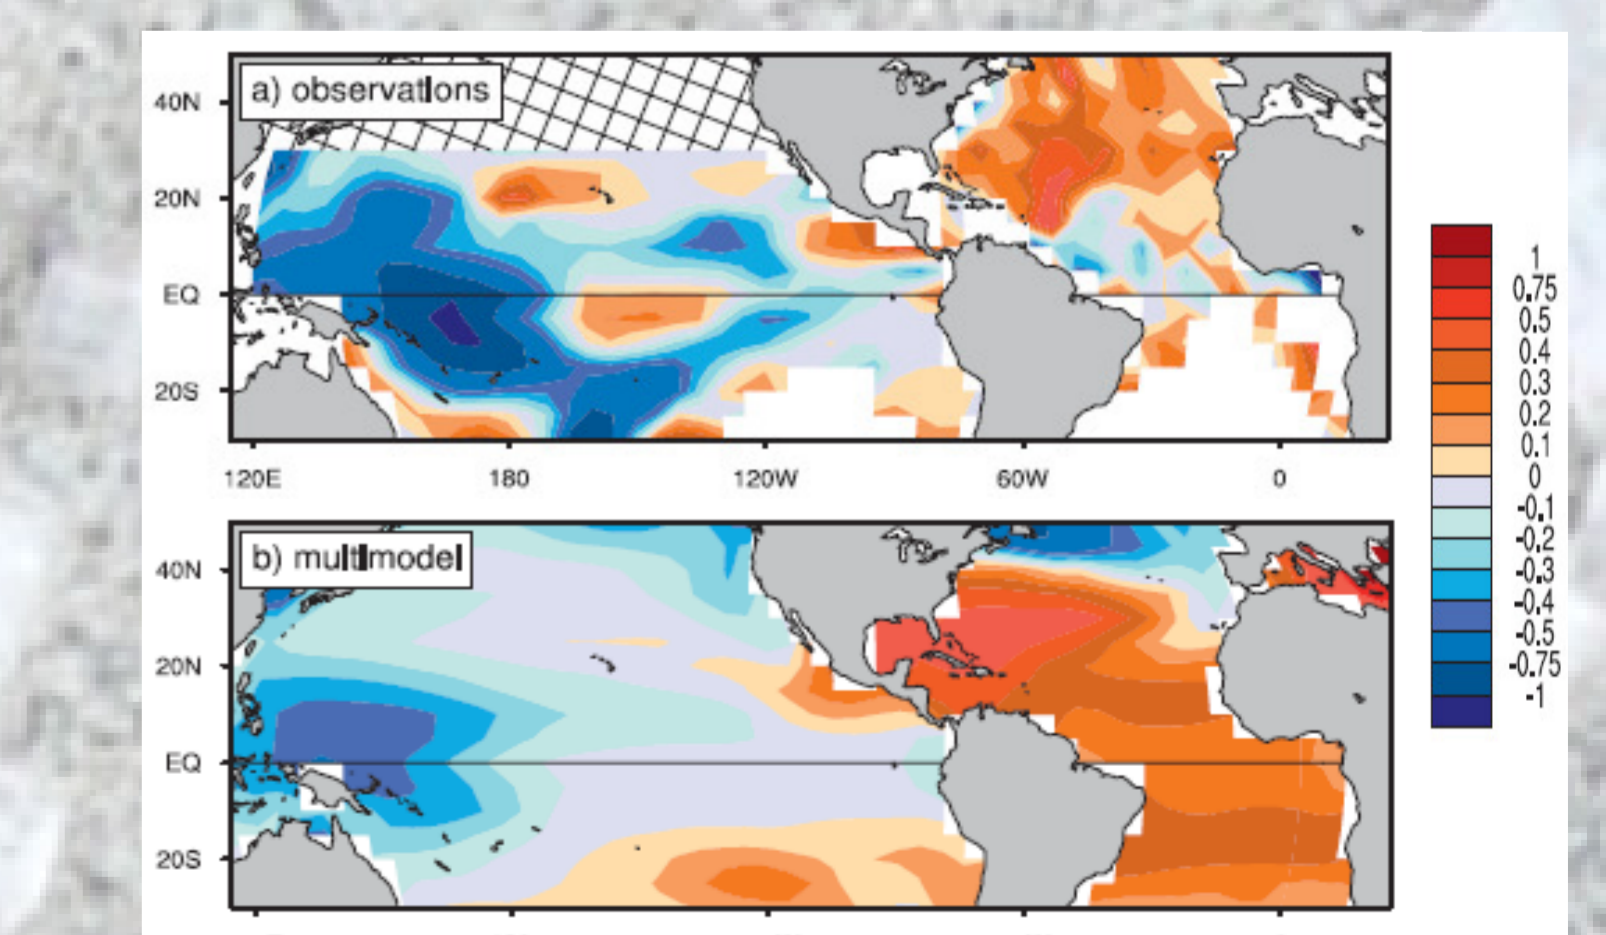 a) observations
40N
20N
EQ
20S
120E
180
120W
60W
0
b) multimodel
40N
20N
EQ
20S
1
0.75
0.5
0.4
0.3
0.2
0.1
0
-0.1
-0.2
-0.3
-0.4
-0.5
-0.75
-1